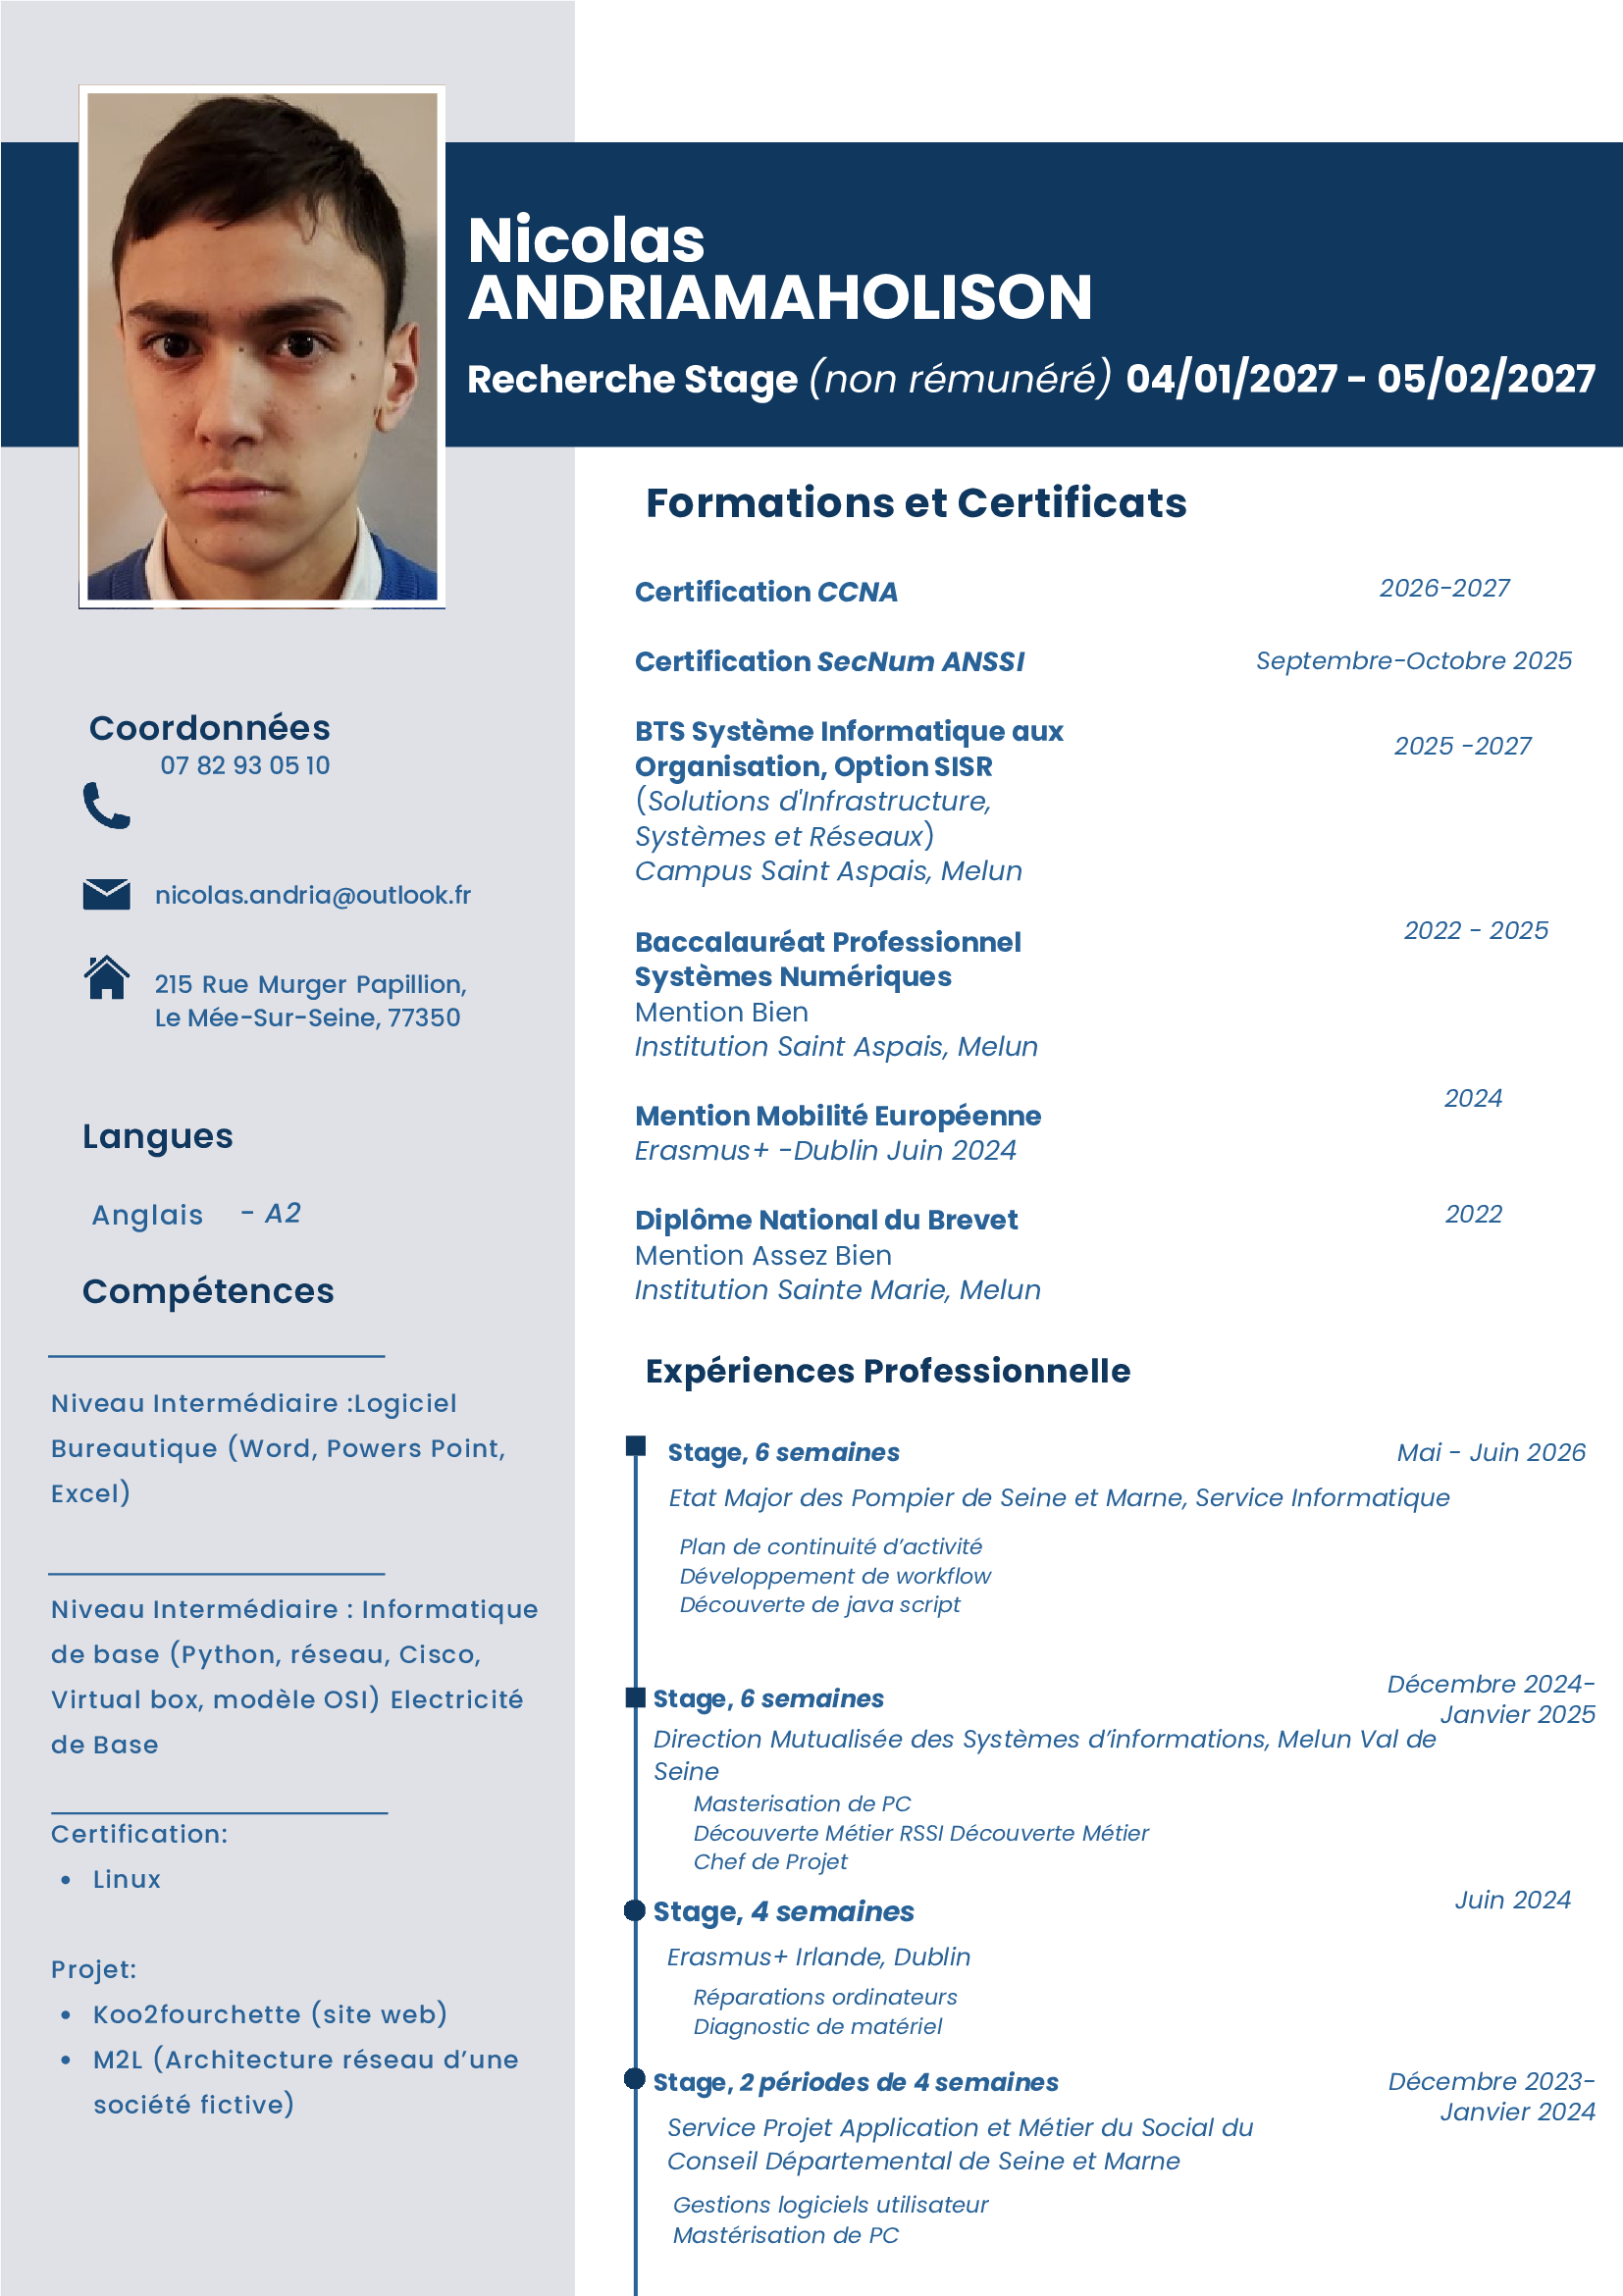 Nicolas
ANDRIAMAHOLISON
Recherche Stage (non rémunéré) 04/01/2027 - 05/02/2027
Coordonnées
07 82 93 05 10
nicolas.andria@outlook.fr
215 Rue Murger Papillion,
Le Mée-Sur-Seine, 77350
Langues
Anglais - A2
Compétences
Niveau Intermédiaire :Logiciel
Bureautique (Word, Powers Point,
Excel)
Niveau Intermédiaire : Informatique
de base (Python, réseau, Cisco,
Virtual box, modèle OSI) Electricité
de Base
Certification:
• Linux
Projet:
• Koo2fourchette (site web)
• M2L (Architecture réseau d’une
société fictive)
Formations et Certificats
Certification CCNA 2026-2027
Certification SecNum ANSSI Septembre-Octobre 2025
BTS Système Informatique aux
Organisation, Option SISR
2025 -2027
(Solutions d'Infrastructure,
Systèmes et Réseaux)
Campus Saint Aspais, Melun
Baccalauréat Professionnel 2022 - 2025
Systèmes Numériques
Mention Bien
Institution Saint Aspais, Melun
Mention Mobilité Européenne 2024
Erasmus+ -Dublin Juin 2024
Diplôme National du Brevet 2022
Mention Assez Bien
Institution Sainte Marie, Melun
Expériences Professionnelle
Stage, 6 semaines Mai - Juin 2026
Etat Major des Pompier de Seine et Marne, Service Informatique
Plan de continuité d’activité
Développement de workflow
Découverte de java script
Stage, 6 semaines
Décembre 2024-
Janvier 2025
Direction Mutualisée des Systèmes d’informations, Melun Val de
Seine
Masterisation de PC
Découverte Métier RSSI Découverte Métier
Chef de Projet
Stage, 4 semaines Juin 2024
Erasmus+ Irlande, Dublin
Réparations ordinateurs
Diagnostic de matériel
Stage, 2 périodes de 4 semaines
Décembre 2023-
Janvier 2024
Service Projet Application et Métier du Social du
Conseil Départemental de Seine et Marne
Gestions logiciels utilisateur
Mastérisation de PC